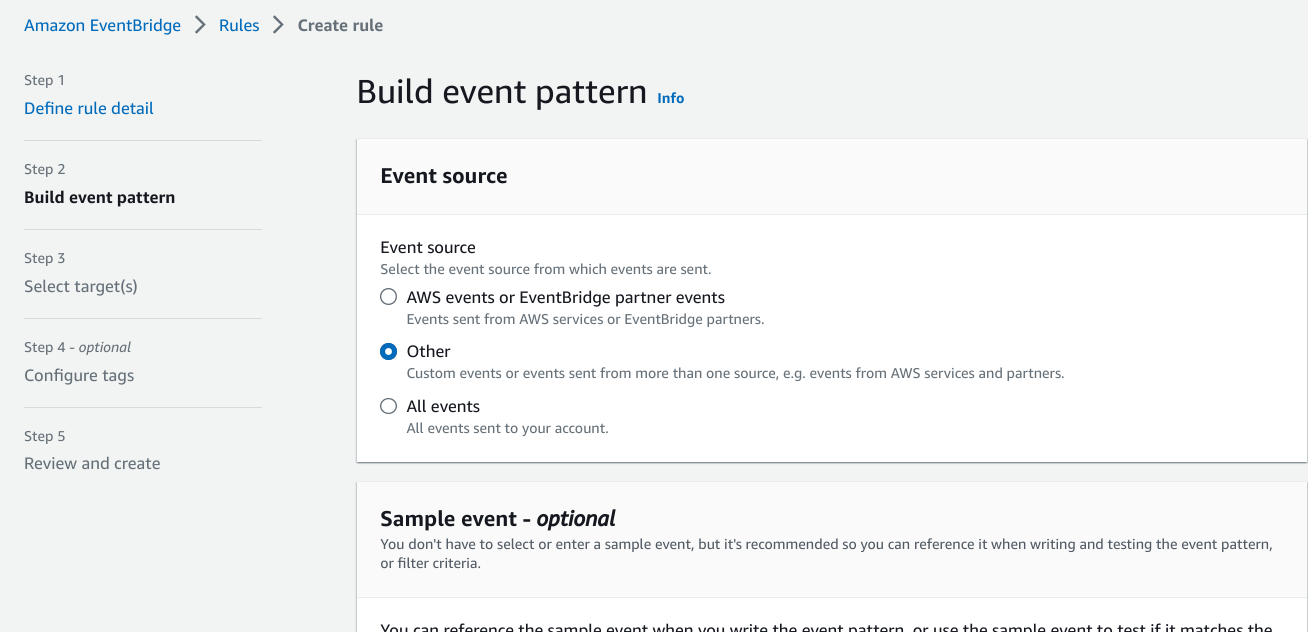 Amazon EventBridge > Rules > Create rule
Step 1
Define rule detail
Step 2
Build event pattern
Step 3
Select target(s)
Step 4 - optional
Configure tags
Step 5
Review and create
Build event pattern Info
Event source
Event source
Select the event source from which events are sent.
AWS events or EventBridge partner events
Events sent from AWS services or EventBridge partners.
Other
Custom events or events sent from more than one source, e.g. events from AWS services and partners.
All events
All events sent to your account.
Sample event - optional
You don't have to select or enter a sample event, but it's recommended so you can reference it when writing and testing the event pattern,
or filter criteria.
You can reference the sample event when you write the event pattern, or use the sample event to test if it matches the